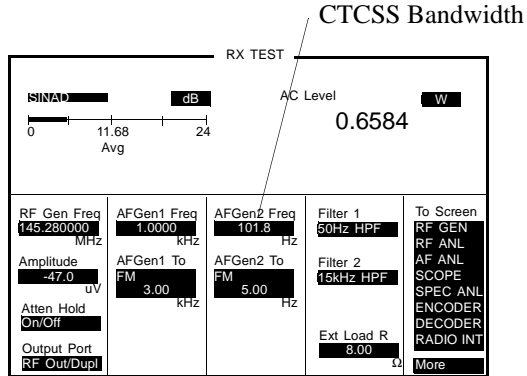 CTCSS Bandwidth
RX TEST
SINAD
dB
AC Level
W
0.6584
0 11.68 24
Avg
RF Gen Freq
145.280000
MHz
Amplitude
-47.0
uV
Atten Hold
On/Off
Output Port
RF Out/Dupl
AFGen1 Freq
1.0000
kHz
AFGen1 To
FM
3.00
kHz
AFGen2 Freq
101.8
Hz
AFGen2 To
FM
5.00
Hz
Filter 1
50Hz HPF
Filter 2
15kHz HPF
Ext Load R
8.00
Ω
To Screen
RF GEN
RF ANL
AF ANL
SCOPE
SPEC ANL
ENCODER
DECODER
RADIO INT
More